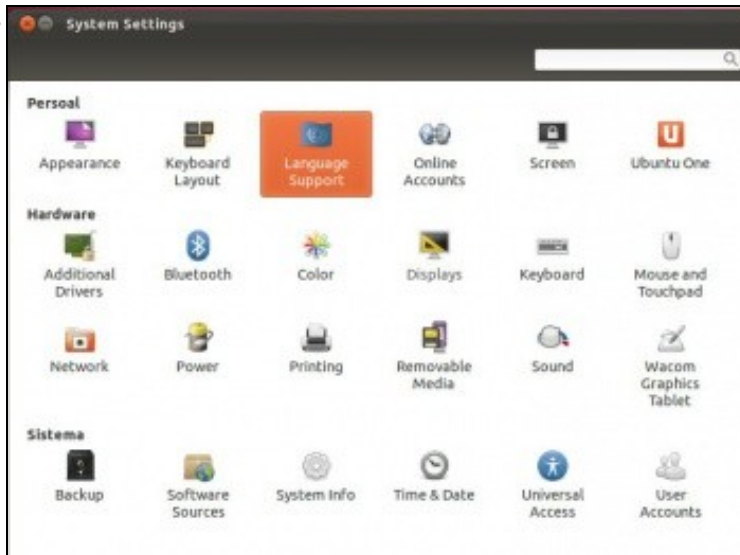 System Settings
Persoal
Appearance
Keyboard
Layout
Language
Support
Online
Accounts
Screen
Ubuntu One
Hardware
Additional
Drivers
Bluetooth
Color
Displays
Keyboard
Mouse and
Touchpad
Network
Power
Printing
Removable
Media
Sound
Wacom
Graphics
Tablet
Sistema
Backup
Software
Sources
System Info
Time & Date
Universal
Access
User
Accounts